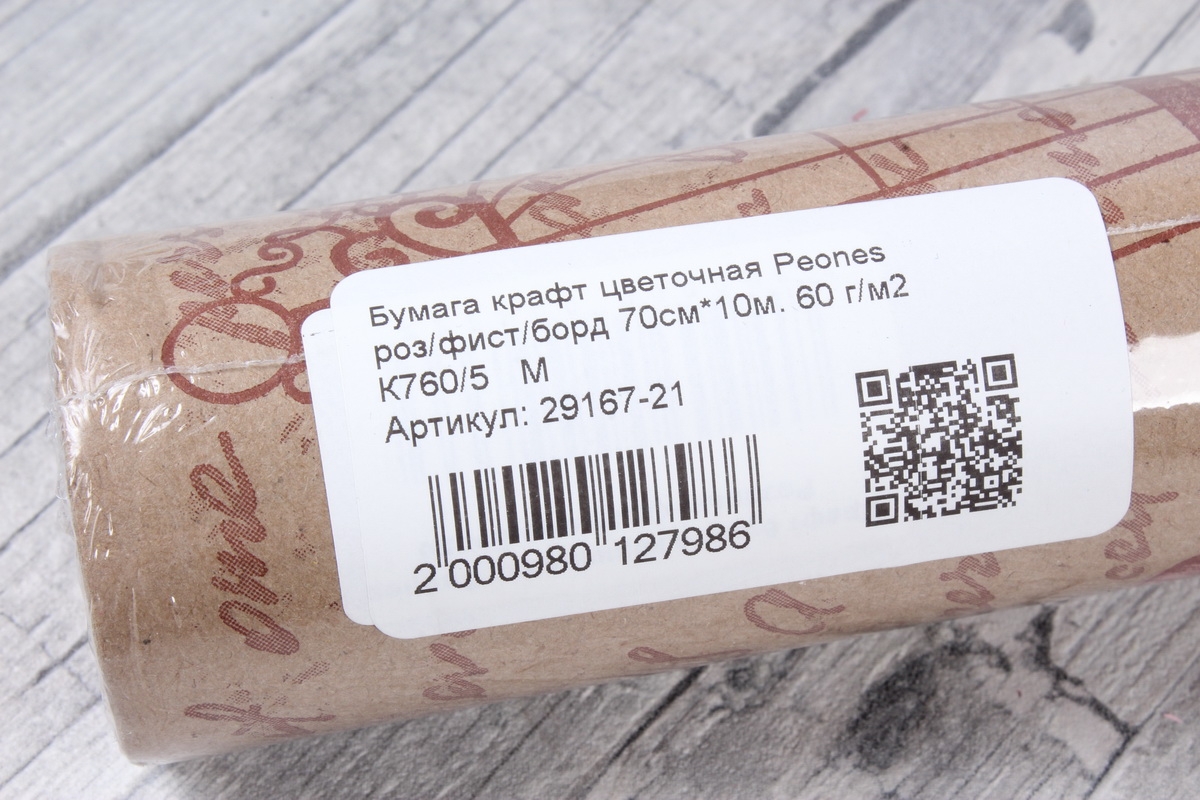 Бумага крафт цветочная Peones
роз/фист/борд 70см*10м. 60 г/м2
К760/5 М
Артикул: 29167-21
2 000980 127986